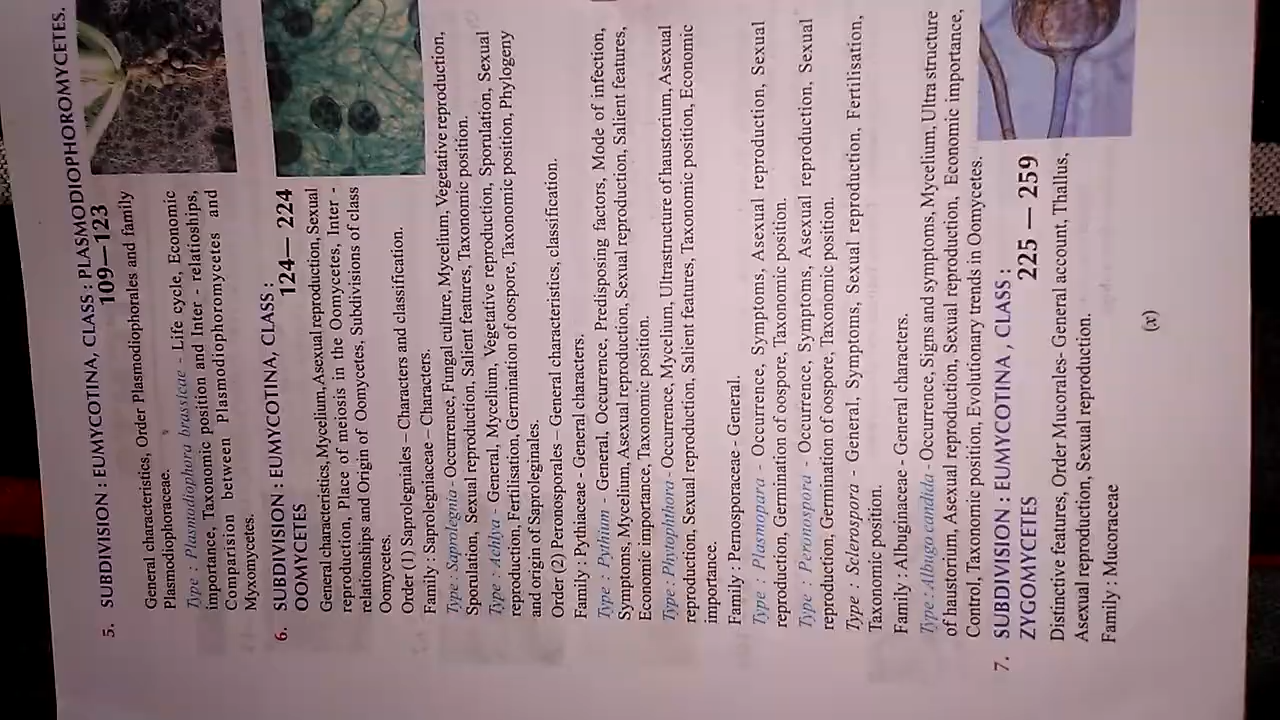 5. SUBDIVISION : EUMYCOTINA, CLASS : PLASMODIOPHOROMYCETES.
109—123
General characteristics, Order Plasmodiophorales and family
Plasmodiophoraceae.
Type : Plasmodiophora brassicae - Life cycle, Economic
importance, Taxonomic position and Inter - relatioships,
Comparision between Plasmodiophoromycetes and
Myxomycetes.
6. SUBDIVISION : EUMYCOTINA, CLASS :
OOMYCETES 124— 224
General characteristics, Mycelium, Asexual reproduction, Sexual
reproduction, Place of meiosis in the Oomycetes, Inter -
relationships and Origin of Oomycetes, Subdivisions of class
Oomycetes.
Order (1) Saprolegniales – Characters and classification.
Family : Saprolegniaceae – Characters.
Type : Saprolegnia - Occurrence, Fungal culture, Mycelium, Vegetative reproduction,
Sporulation, Sexual reproduction, Salient features, Taxonomic position.
Type : Achlya - General, Mycelium, Vegetative reproduction, Sporulation, Sexual
reproduction, Fertilisation, Germination of oospore, Taxonomic position, Phylogeny
and origin of Saprolegniales.
Order (2) Peronosporales – General characteristics, classification.
Family : Pythiaceae - General characters.
Type : Pythium - General, Occurrence, Predisposing factors, Mode of infection,
Symptoms, Mycelium, Asexual reproduction, Sexual reproduction, Salient features,
Economic importance, Taxonomic position.
Type : Phytophthora - Occurrence, Mycelium, Ultrastructure of haustorium, Asexual
reproduction, Sexual reproduction, Salient features, Taxonomic position, Economic
importance.
Family : Pernosporaceae - General.
Type : Plasmopara - Occurrence, Symptoms, Asexual reproduction, Sexual
reproduction, Germination of oospore, Taxonomic position.
Type : Peronospora - Occurrence, Symptoms, Asexual reproduction, Sexual
reproduction, Germination of oospore, Taxonomic position.
Type : Sclerospora - General, Symptoms, Sexual reproduction, Fertilisation,
Taxonomic position.
Family : Albuginaceae - General characters.
Type : Albugo candida - Occurrence, Signs and symptoms, Mycelium, Ultra structure
of haustorium, Asexual reproduction, Sexual reproduction, Economic importance,
Control, Taxonomic position, Evolutionary trends in Oomycetes.
7. SUBDIVISION : EUMYCOTINA , CLASS :
ZYGOMYCETES 225 — 259
Distinctive features, Order Mucorales- General account, Thallus,
Asexual reproduction, Sexual reproduction.
Family : Mucoraceae
(x)